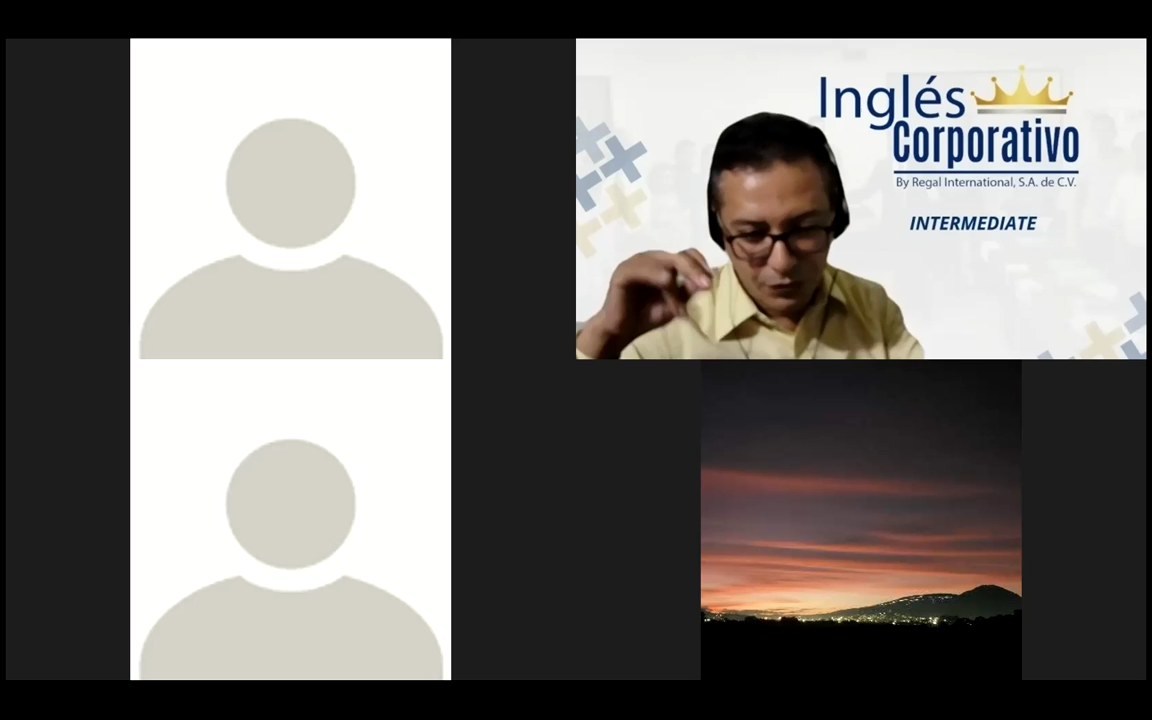 Inglés
Corporativo
By Regal International, S.A. de C.V.
INTERMEDIATE